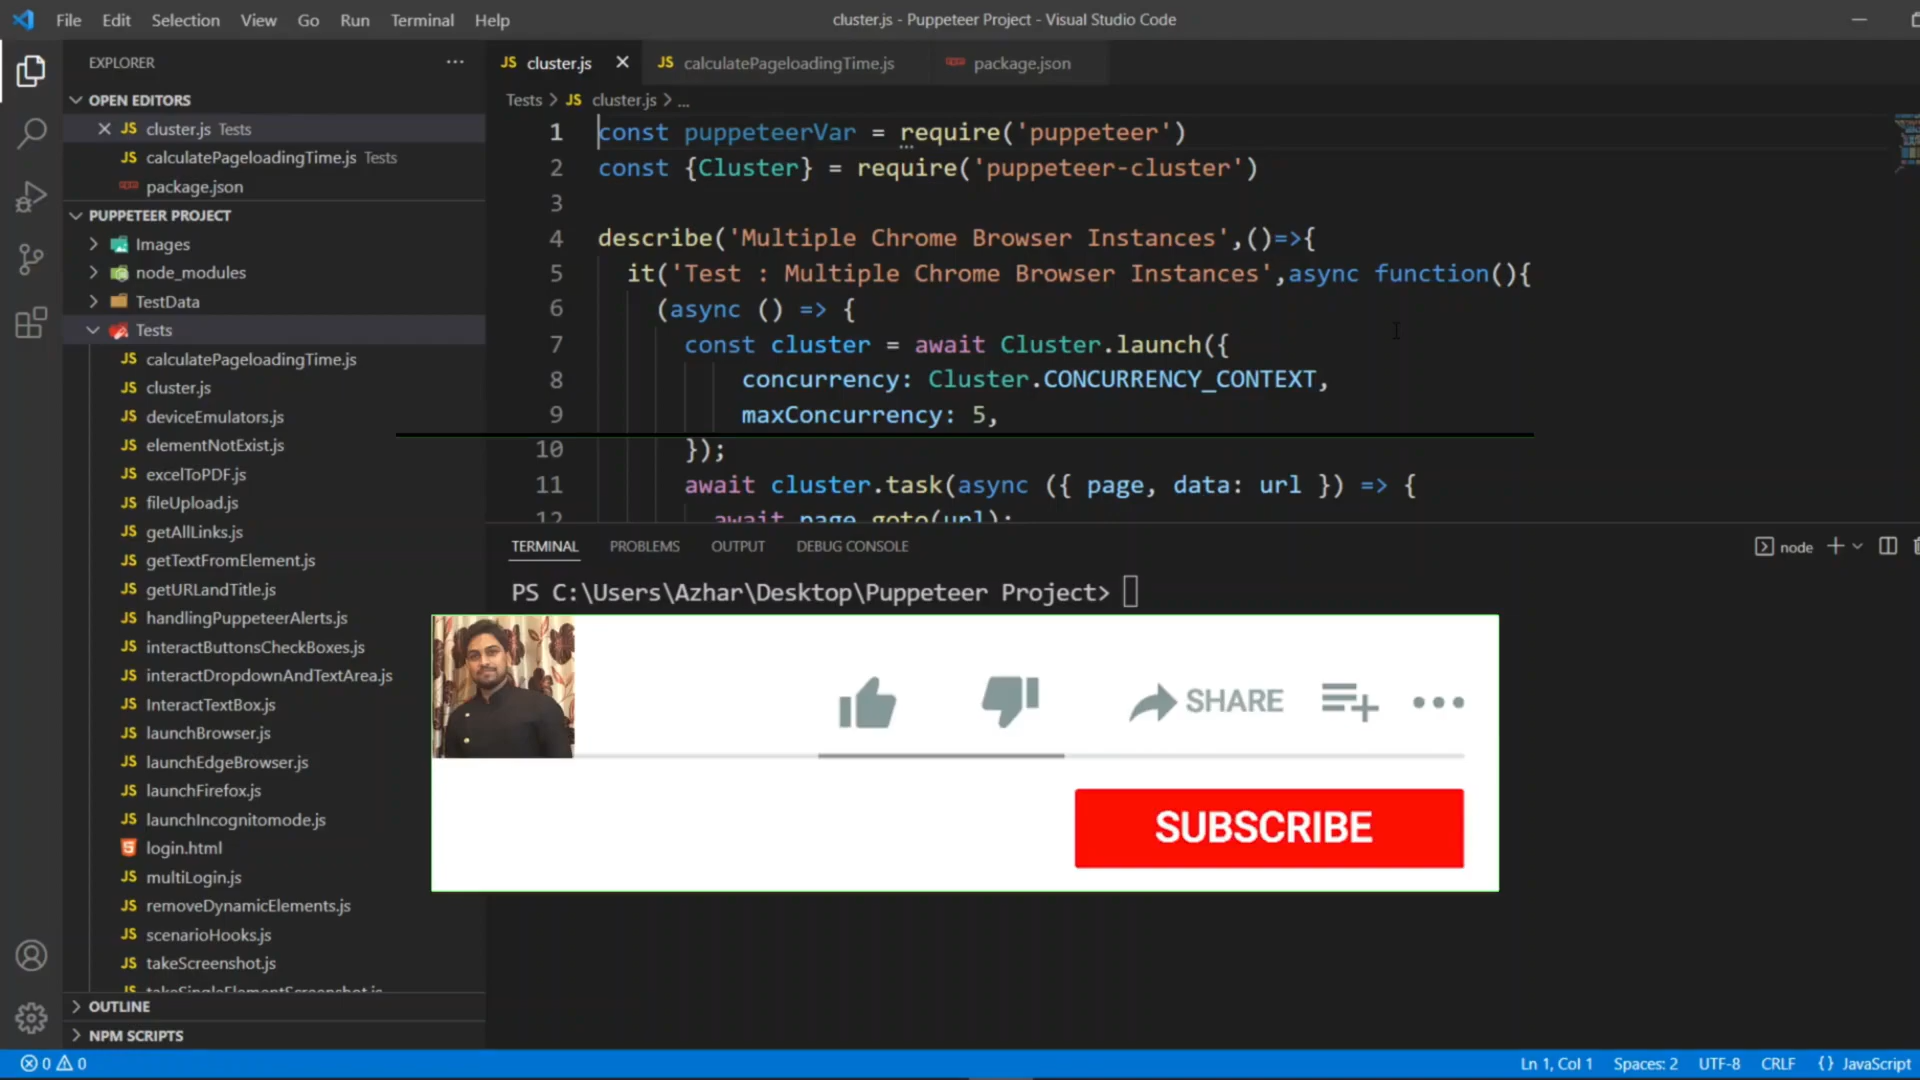 File Edit Selection View Go Run Terminal Help
cluster.js - Puppeteer Project - Visual Studio Code
EXPLORER
OPEN EDITORS
cluster.js Tests
calculatePageloadingTime.js Tests
package.json
PUPPETEER PROJECT
Images
node_modules
TestData
Tests
calculatePageloadingTime.js
cluster.js
deviceEmulators.js
elementNotExist.js
excelToPDF.js
fileUpload.js
getAllLinks.js
getTextFromElement.js
getURLandTitle.js
handlingPuppeteerAlerts.js
interactButtonsCheckBoxes.js
interactDropdownAndTextArea.js
InteractTextBox.js
launchBrowser.js
launchEdgeBrowser.js
launchFirefox.js
launchIncognitomode.js
login.html
multiLogin.js
removeDynamicElements.js
scenarioHooks.js
takeScreenshot.js
takeSingleElementScreenshot.js
OUTLINE
NPM SCRIPTS
JS cluster.js JS calculatePageloadingTime.js package.json
Tests > JS cluster.js > ...
1 const puppeteerVar = require('puppeteer')
2 const {Cluster} = require('puppeteer-cluster')
3
4 describe('Multiple Chrome Browser Instances',()=>{
5 it('Test : Multiple Chrome Browser Instances',async function(){
6 (async () => {
7 const cluster = await Cluster.launch({
8 concurrency: Cluster.CONCURRENCY_CONTEXT,
9 maxConcurrency: 5,
10 });
11 await cluster.task(async ({ page, data: url }) => {
12 await page.goto(url);
TERMINAL PROBLEMS OUTPUT DEBUG CONSOLE
node
PS C:\Users\Azhar\Desktop\Puppeteer Project>
SHARE
SUBSCRIBE
0 0
Ln 1, Col 1 Spaces: 2 UTF-8 CRLF {} JavaScript